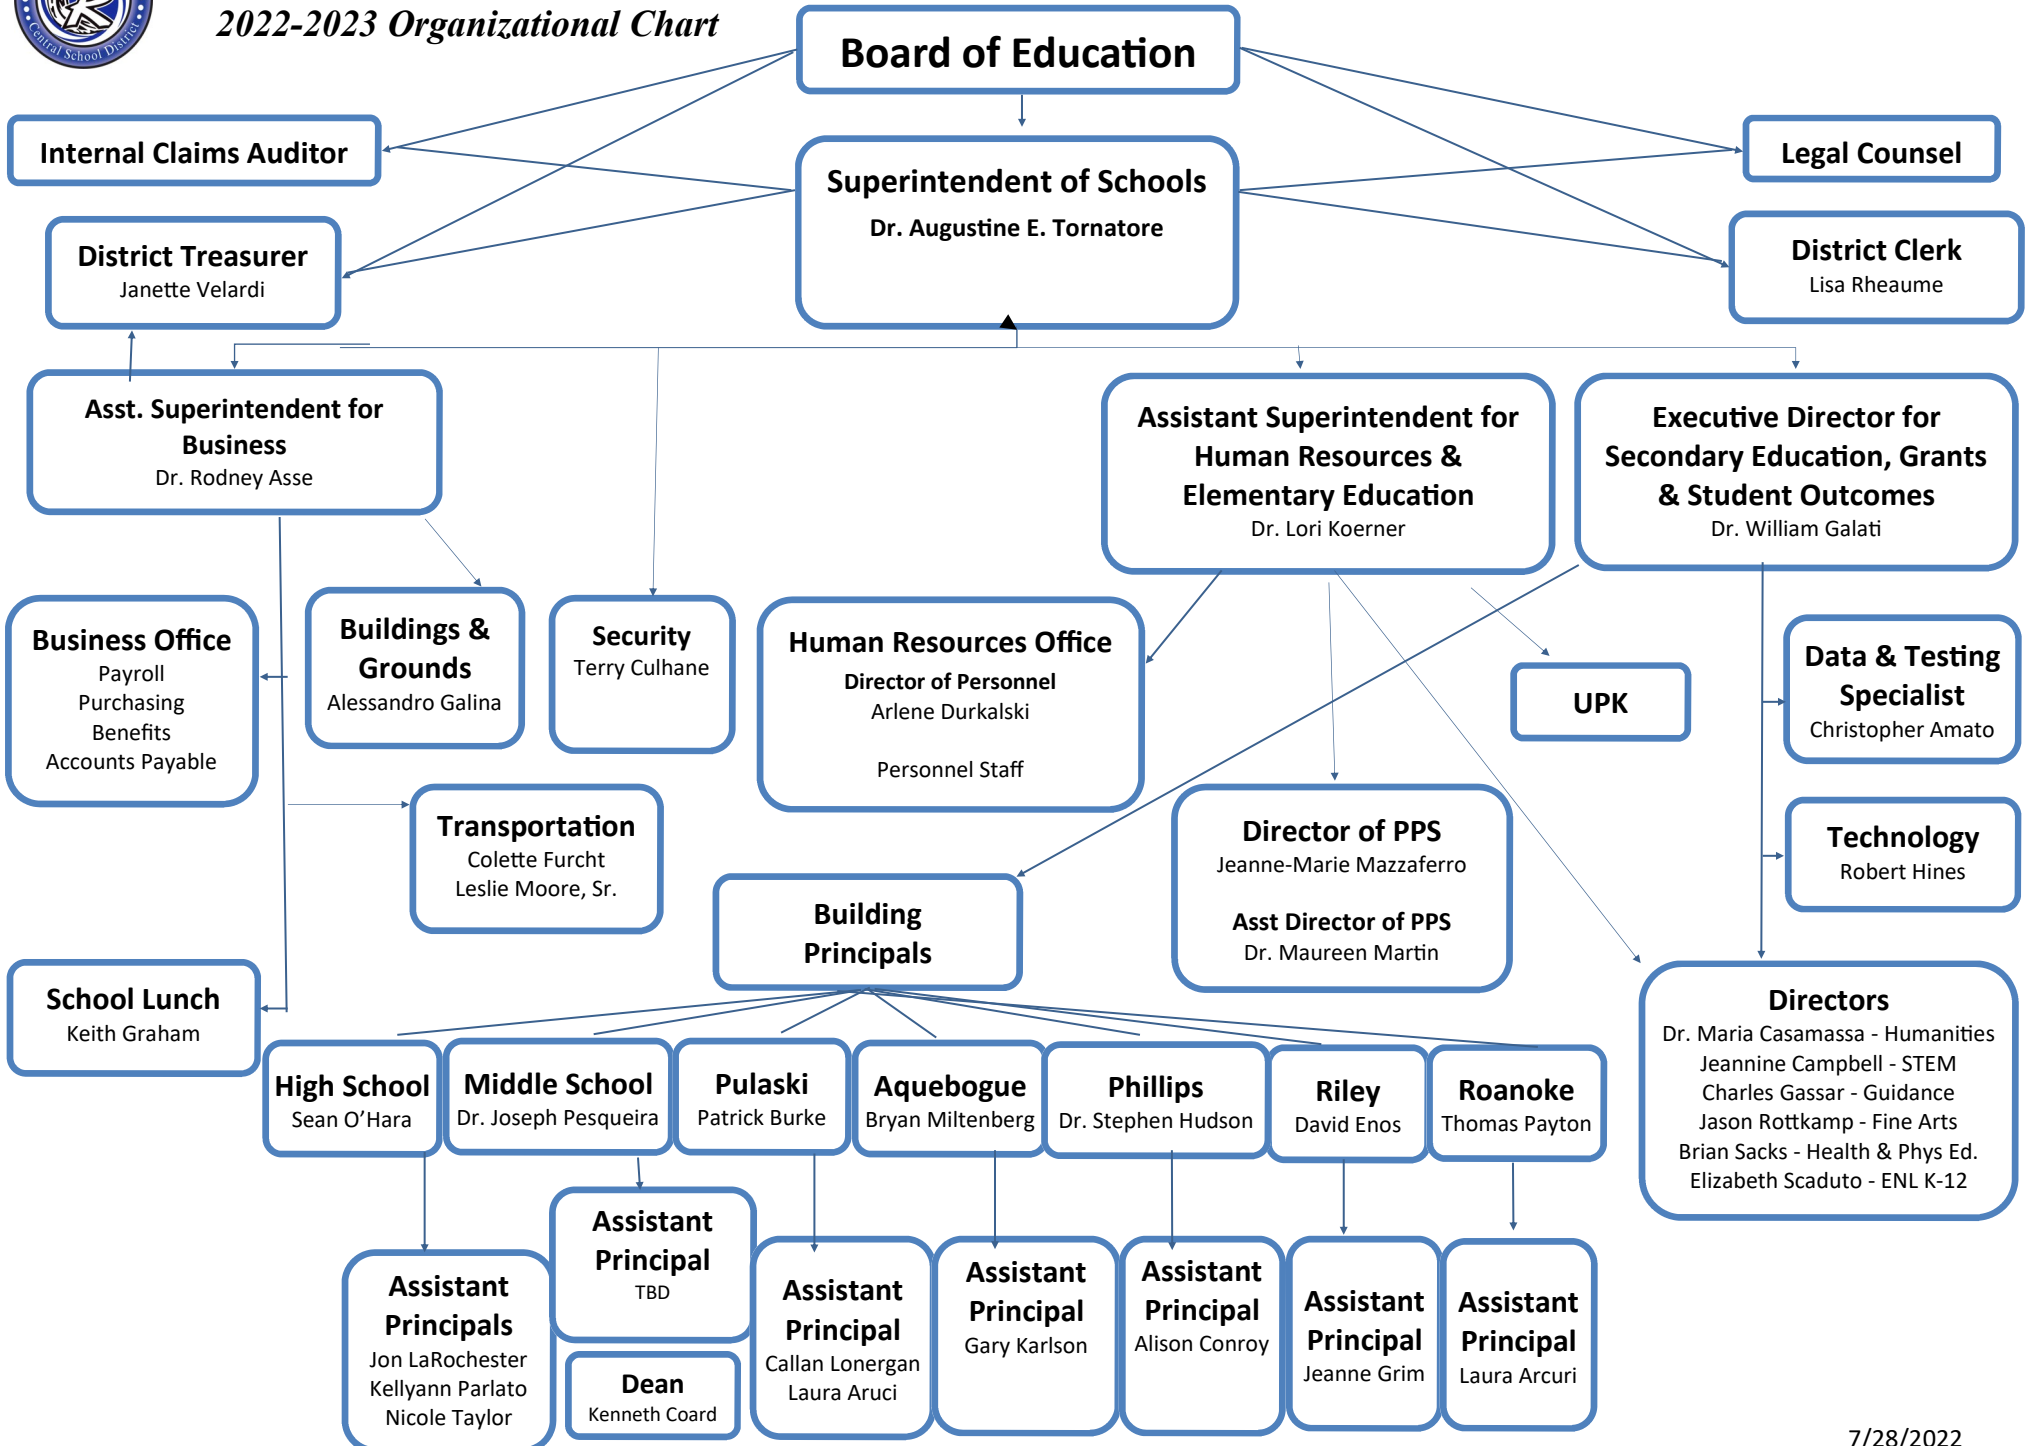 Central School District
2022-2023 Organizational Chart
Board of Education
Internal Claims Auditor
Legal Counsel
Superintendent of Schools
Dr. Augustine E. Tornatore
District Treasurer
Janette Velardi
District Clerk
Lisa Rheaume
Asst. Superintendent for
Business
Dr. Rodney Asse
Assistant Superintendent for
Human Resources &
Elementary Education
Dr. Lori Koerner
Executive Director for
Secondary Education, Grants
& Student Outcomes
Dr. William Galati
Business Office
Payroll
Purchasing
Benefits
Accounts Payable
Buildings &
Grounds
Alessandro Galina
Security
Terry Culhane
Human Resources Office
Director of Personnel
Arlene Durkalski
Personnel Staff
UPK
Data & Testing
Specialist
Christopher Amato
Transportation
Colette Furcht
Leslie Moore, Sr.
Director of PPS
Jeanne-Marie Mazzaferro
Asst Director of PPS
Dr. Maureen Martin
Technology
Robert Hines
Building
Principals
School Lunch
Keith Graham
Directors
Dr. Maria Casamassa - Humanities
Jeannine Campbell - STEM
Charles Gassar - Guidance
Jason Rottkamp - Fine Arts
Brian Sacks - Health & Phys Ed.
Elizabeth Scaduto - ENL K-12
High School
Sean O'Hara
Middle School
Dr. Joseph Pesqueira
Pulaski
Patrick Burke
Aquebogue
Bryan Miltenberg
Phillips
Dr. Stephen Hudson
Riley
David Enos
Roanoke
Thomas Payton
Assistant
Principals
Jon LaRochester
Kellyann Parlato
Nicole Taylor
Assistant
Principal
TBD
Dean
Kenneth Coard
Assistant
Principal
Callan Lonergan
Laura Aruci
Assistant
Principal
Gary Karlson
Assistant
Principal
Alison Conroy
Assistant
Principal
Jeanne Grim
Assistant
Principal
Laura Arcuri
7/28/2022